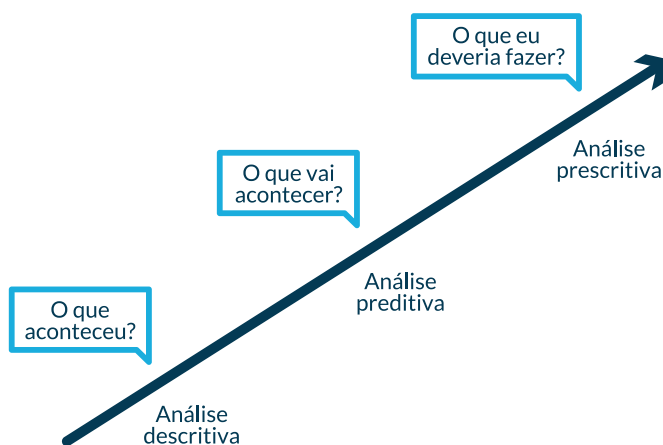 O que eu
deveria fazer?
Análise
prescritiva
O que vai
acontecer?
Análise
preditiva
O que
aconteceu?
Análise
descritiva